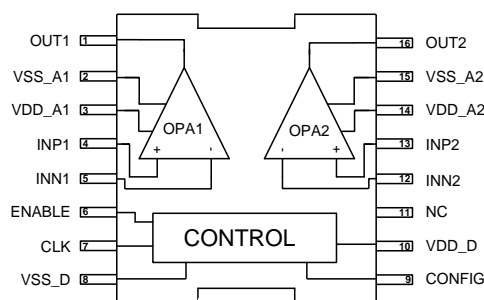 OUT1 1 16 OUT2
VSS_A1 2 15 VSS_A2
VDD_A1 3 14 VDD_A2
OPA1 OPA2
INP1 4 13 INP2
+ - - +
INN1 5 12 INN2
ENABLE 6 11 NC
CLK 7 CONTROL 10 VDD_D
VSS_D 8 9 CONFIG